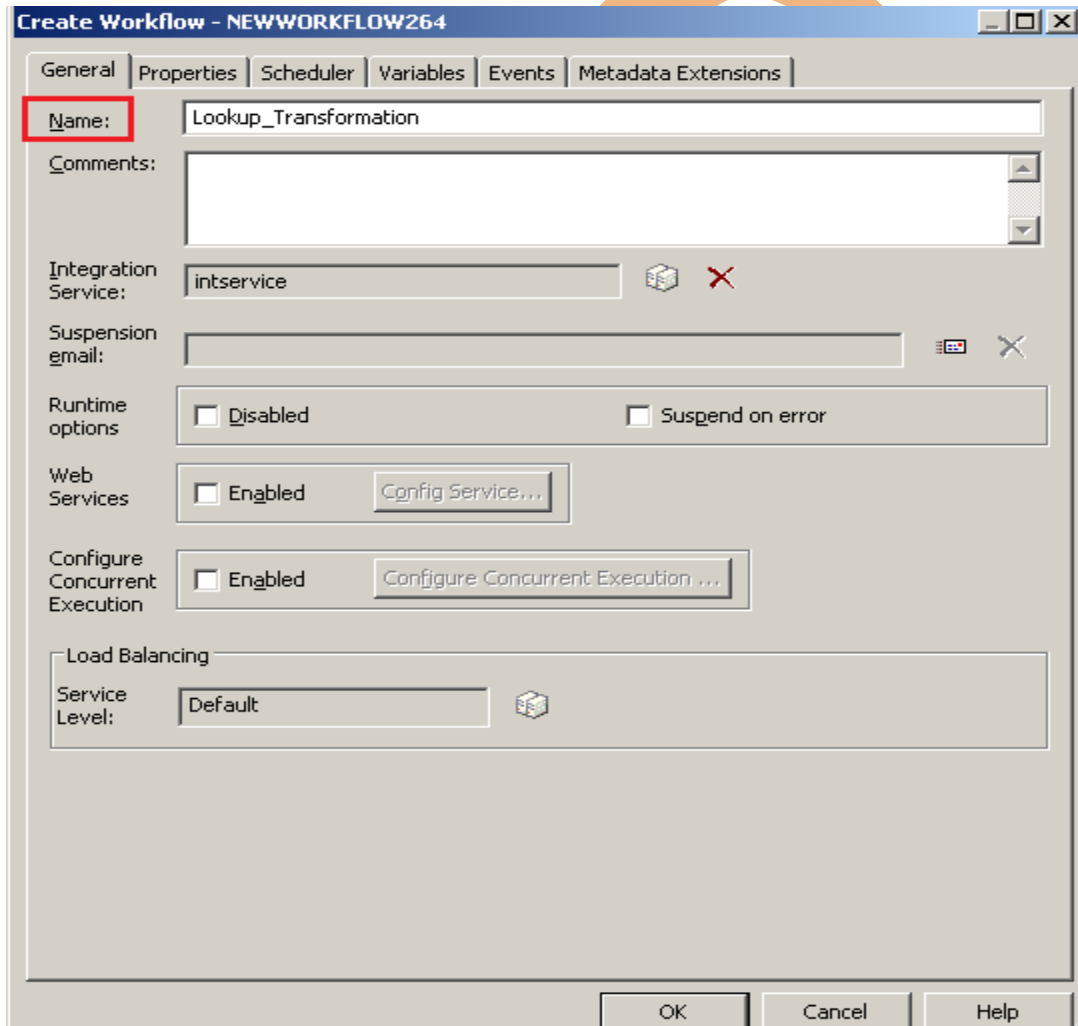 Create Workflow - NEWWORKFLOW264
General Properties Scheduler Variables Events Metadata Extensions
Name: Lookup_Transformation
Comments:
Integration
Service: intservice
Suspension
email:
Runtime
options Disabled Suspend on error
Web
Services Enabled Config Service...
Configure
Concurrent
Execution Enabled Configure Concurrent Execution ...
Load Balancing
Service
Level: Default
OK Cancel Help